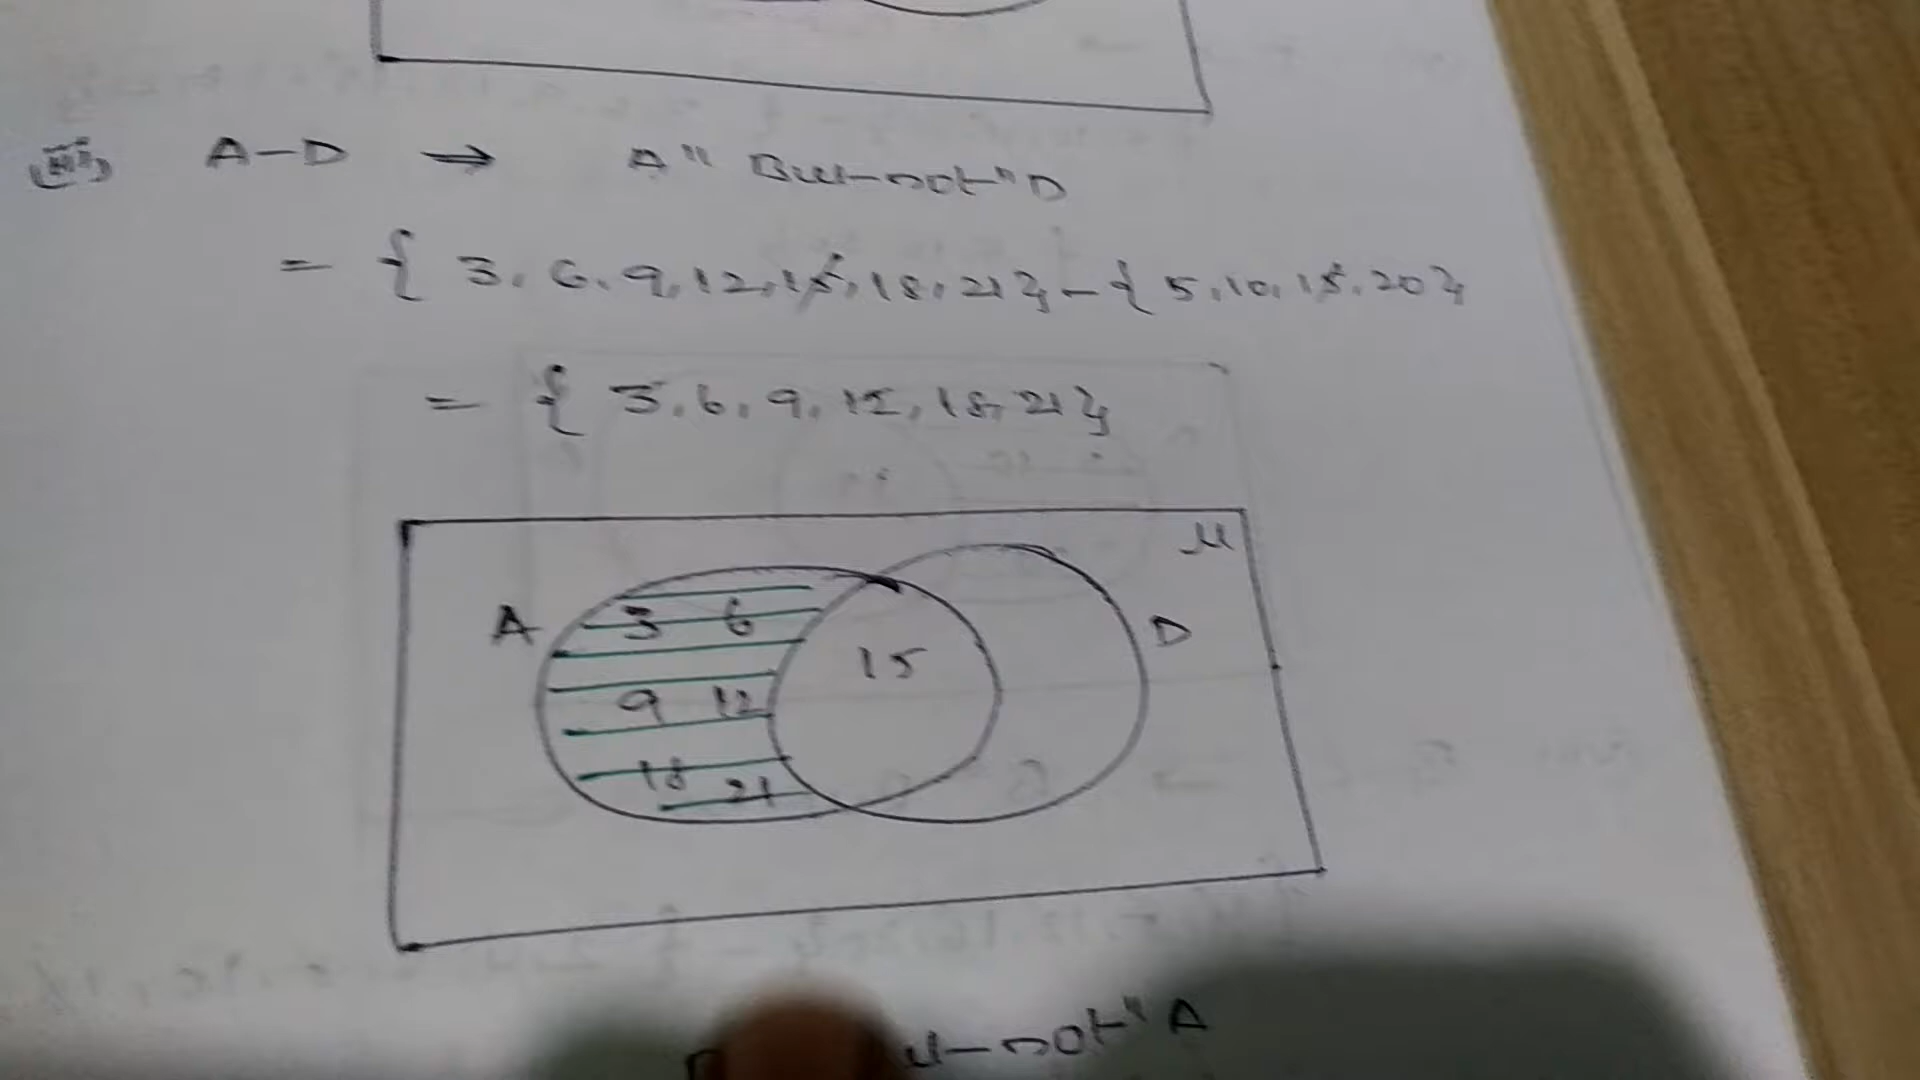 (iii) A-D ⇒ A "But not" D
= { 3, 6, 9, 12, 15, 18, 21} - { 5, 10, 15, 20}
= { 3, 6, 9, 12, 18, 21}
μ
A 3 6 15 D
9 12
18 21
not" A